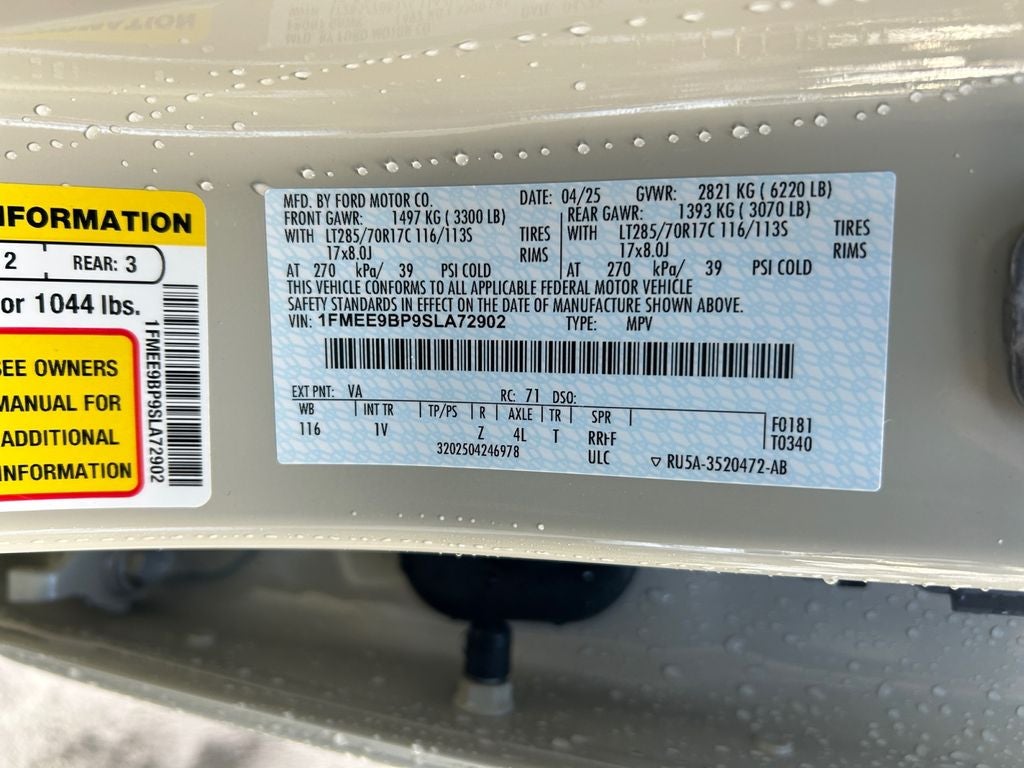 NFORMATION
2 REAR: 3
or 1044 lbs.
SEE OWNERS
MANUAL FOR
ADDITIONAL
INFORMATION
1FMEE9BP9SLA72902
MFD. BY FORD MOTOR CO. DATE: 04/25 GVWR: 2821 KG ( 6220 LB)
FRONT GAWR: 1497 KG ( 3300 LB) REAR GAWR: 1393 KG ( 3070 LB)
WITH LT285/70R17C 116/113S TIRES WITH LT285/70R17C 116/113S TIRES
17x8.0J RIMS 17x8.0J RIMS
AT 270 kPa/ 39 PSI COLD AT 270 kPa/ 39 PSI COLD
THIS VEHICLE CONFORMS TO ALL APPLICABLE FEDERAL MOTOR VEHICLE
SAFETY STANDARDS IN EFFECT ON THE DATE OF MANUFACTURE SHOWN ABOVE.
VIN: 1FMEE9BP9SLA72902 TYPE: MPV
EXT PNT: VA RC: 71 DSO:
WB INT TR TP/PS R AXLE TR SPR F0181
116 1V Z 4L T RRFF T0340
3202504246978 ULC ▽ RU5A-3520472-AB